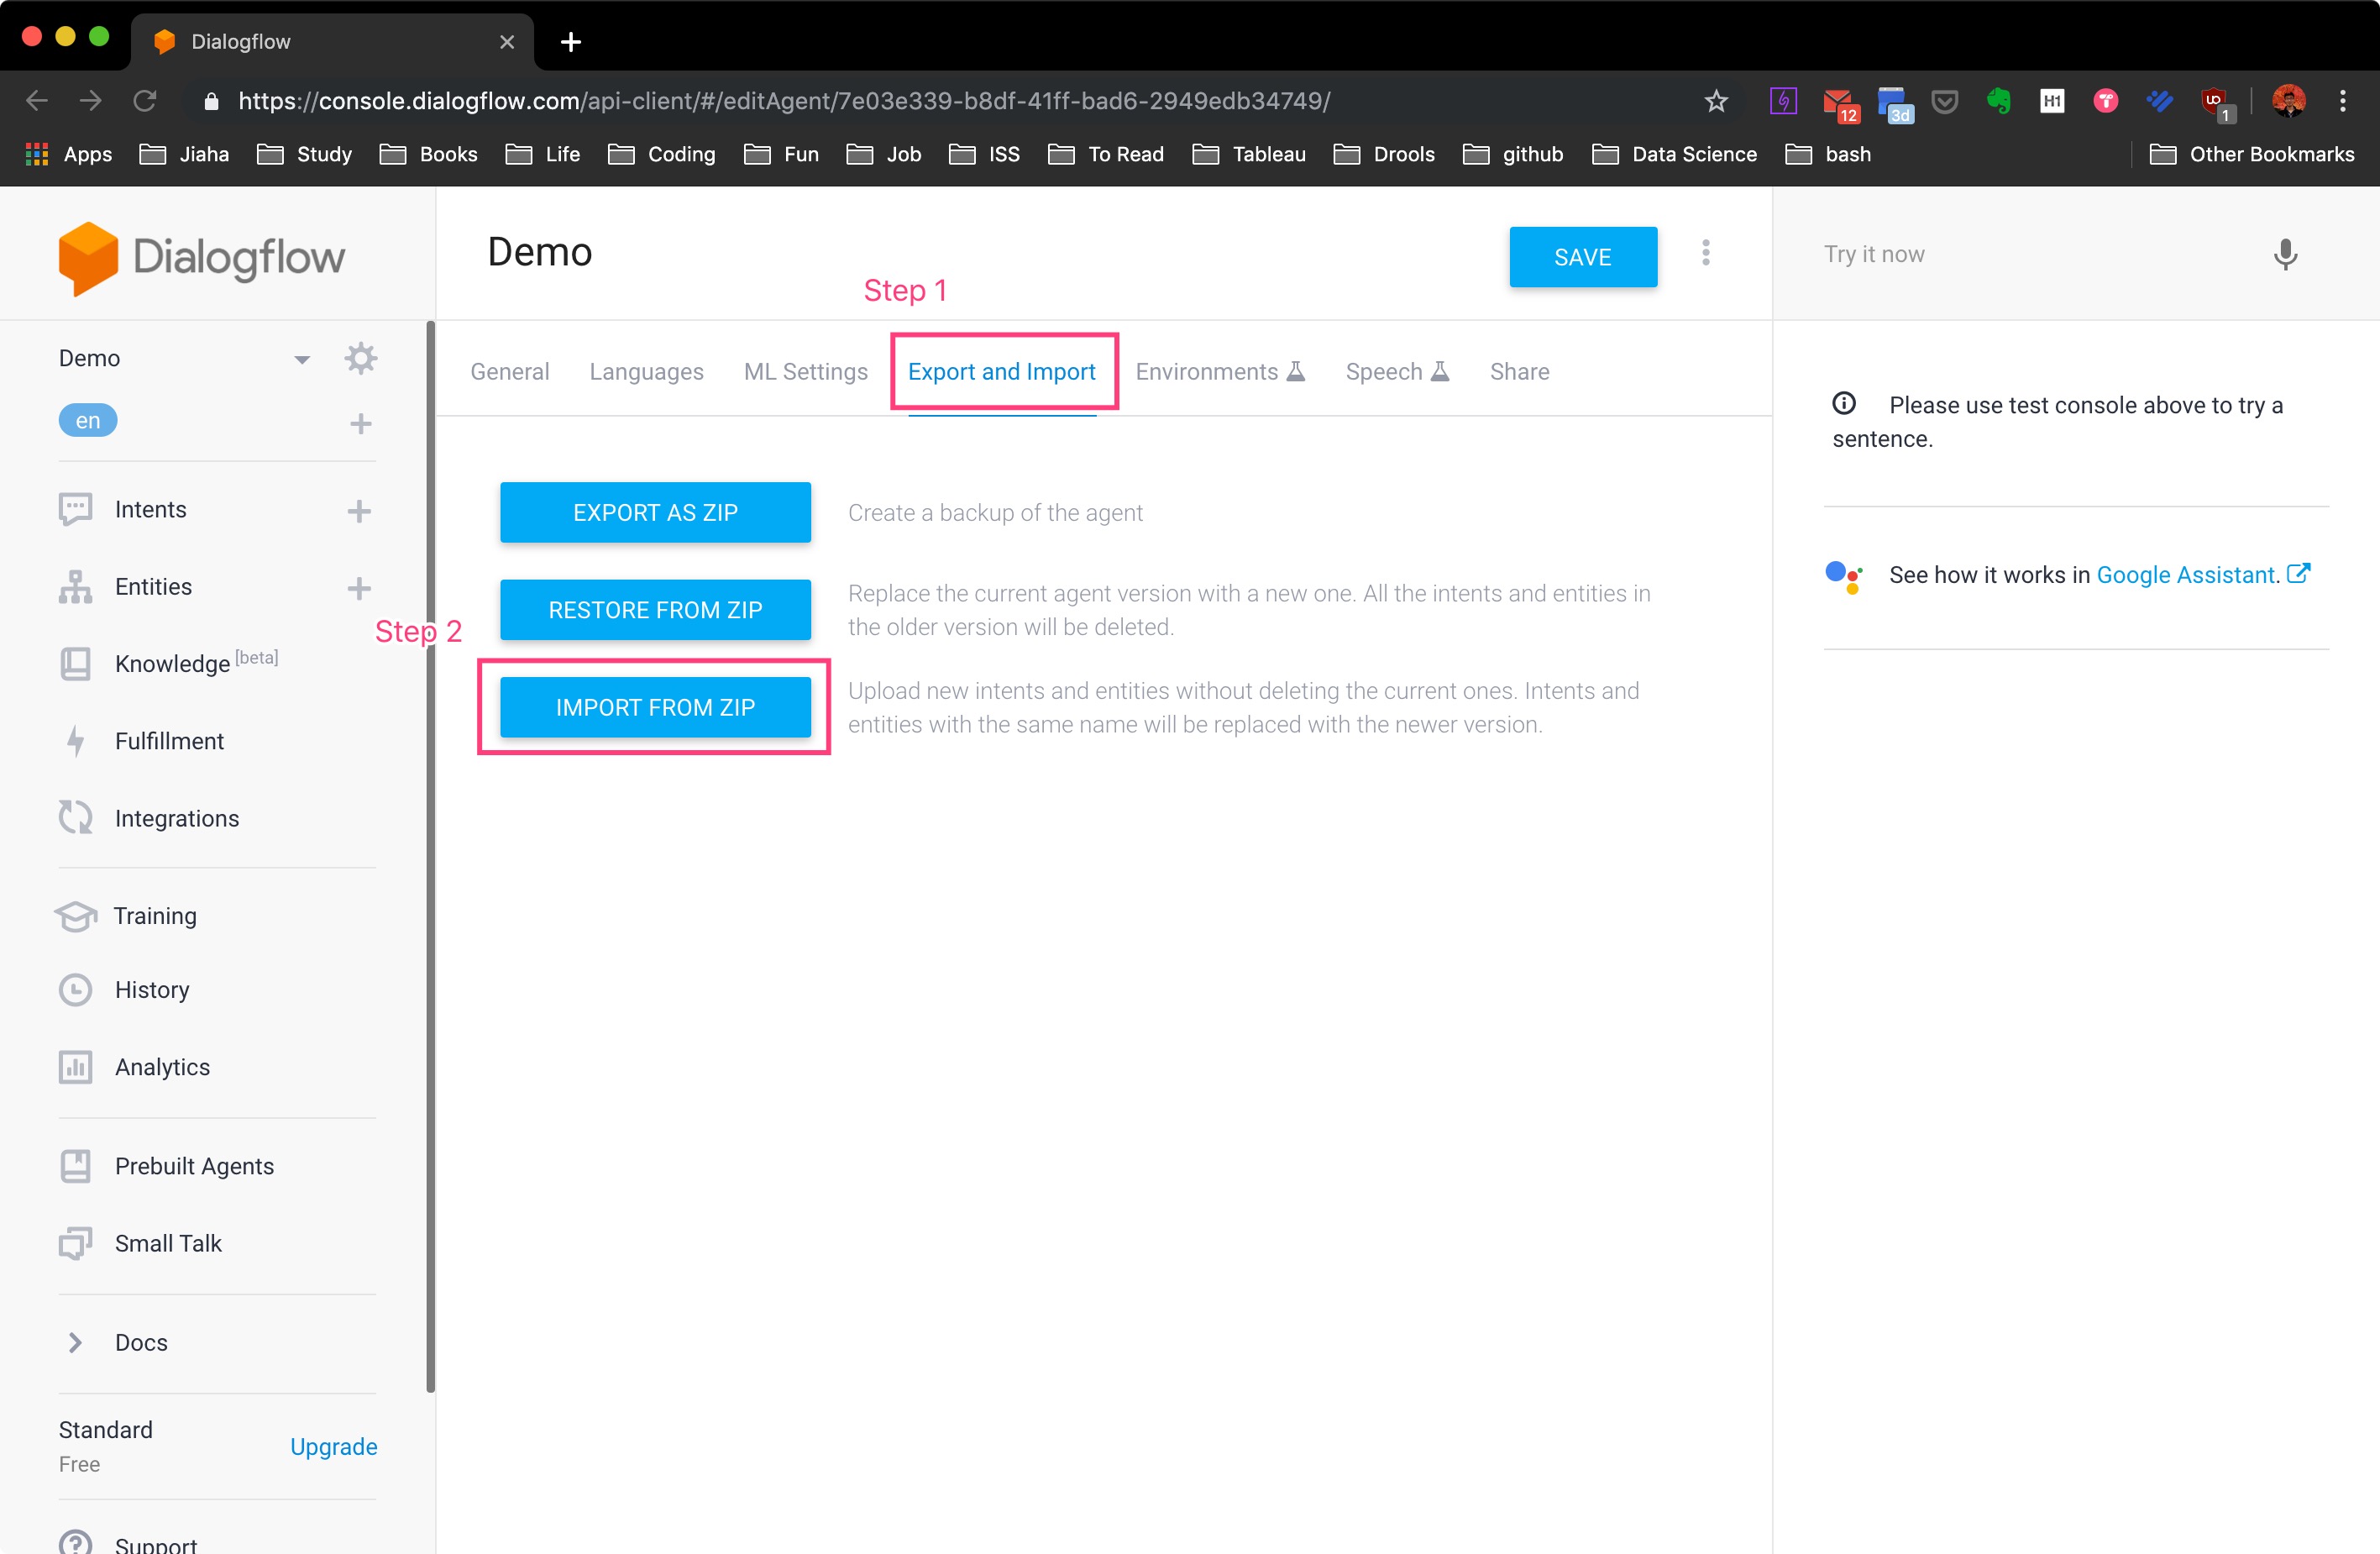 Dialogflow
https://console.dialogflow.com/api-client/#/editAgent/7e03e339-b8df-41ff-bad6-2949edb34749/
12
3d
H1
1
Apps Jiaha Study Books Life Coding Fun Job ISS To Read Tableau Drools github Data Science bash Other Bookmarks
Dialogflow
Demo
SAVE
Try it now
Step 1
Demo
en
General Languages ML Settings Export and Import Environments Speech Share
Please use test console above to try a
sentence.
Intents
Entities
Knowledge [beta]
Fulfillment
Integrations
Training
History
Analytics
Prebuilt Agents
Small Talk
Docs
Standard
Free
Upgrade
Support
EXPORT AS ZIP
Create a backup of the agent
RESTORE FROM ZIP
Replace the current agent version with a new one. All the intents and entities in
the older version will be deleted.
Step 2
IMPORT FROM ZIP
Upload new intents and entities without deleting the current ones. Intents and
entities with the same name will be replaced with the newer version.
See how it works in Google Assistant.